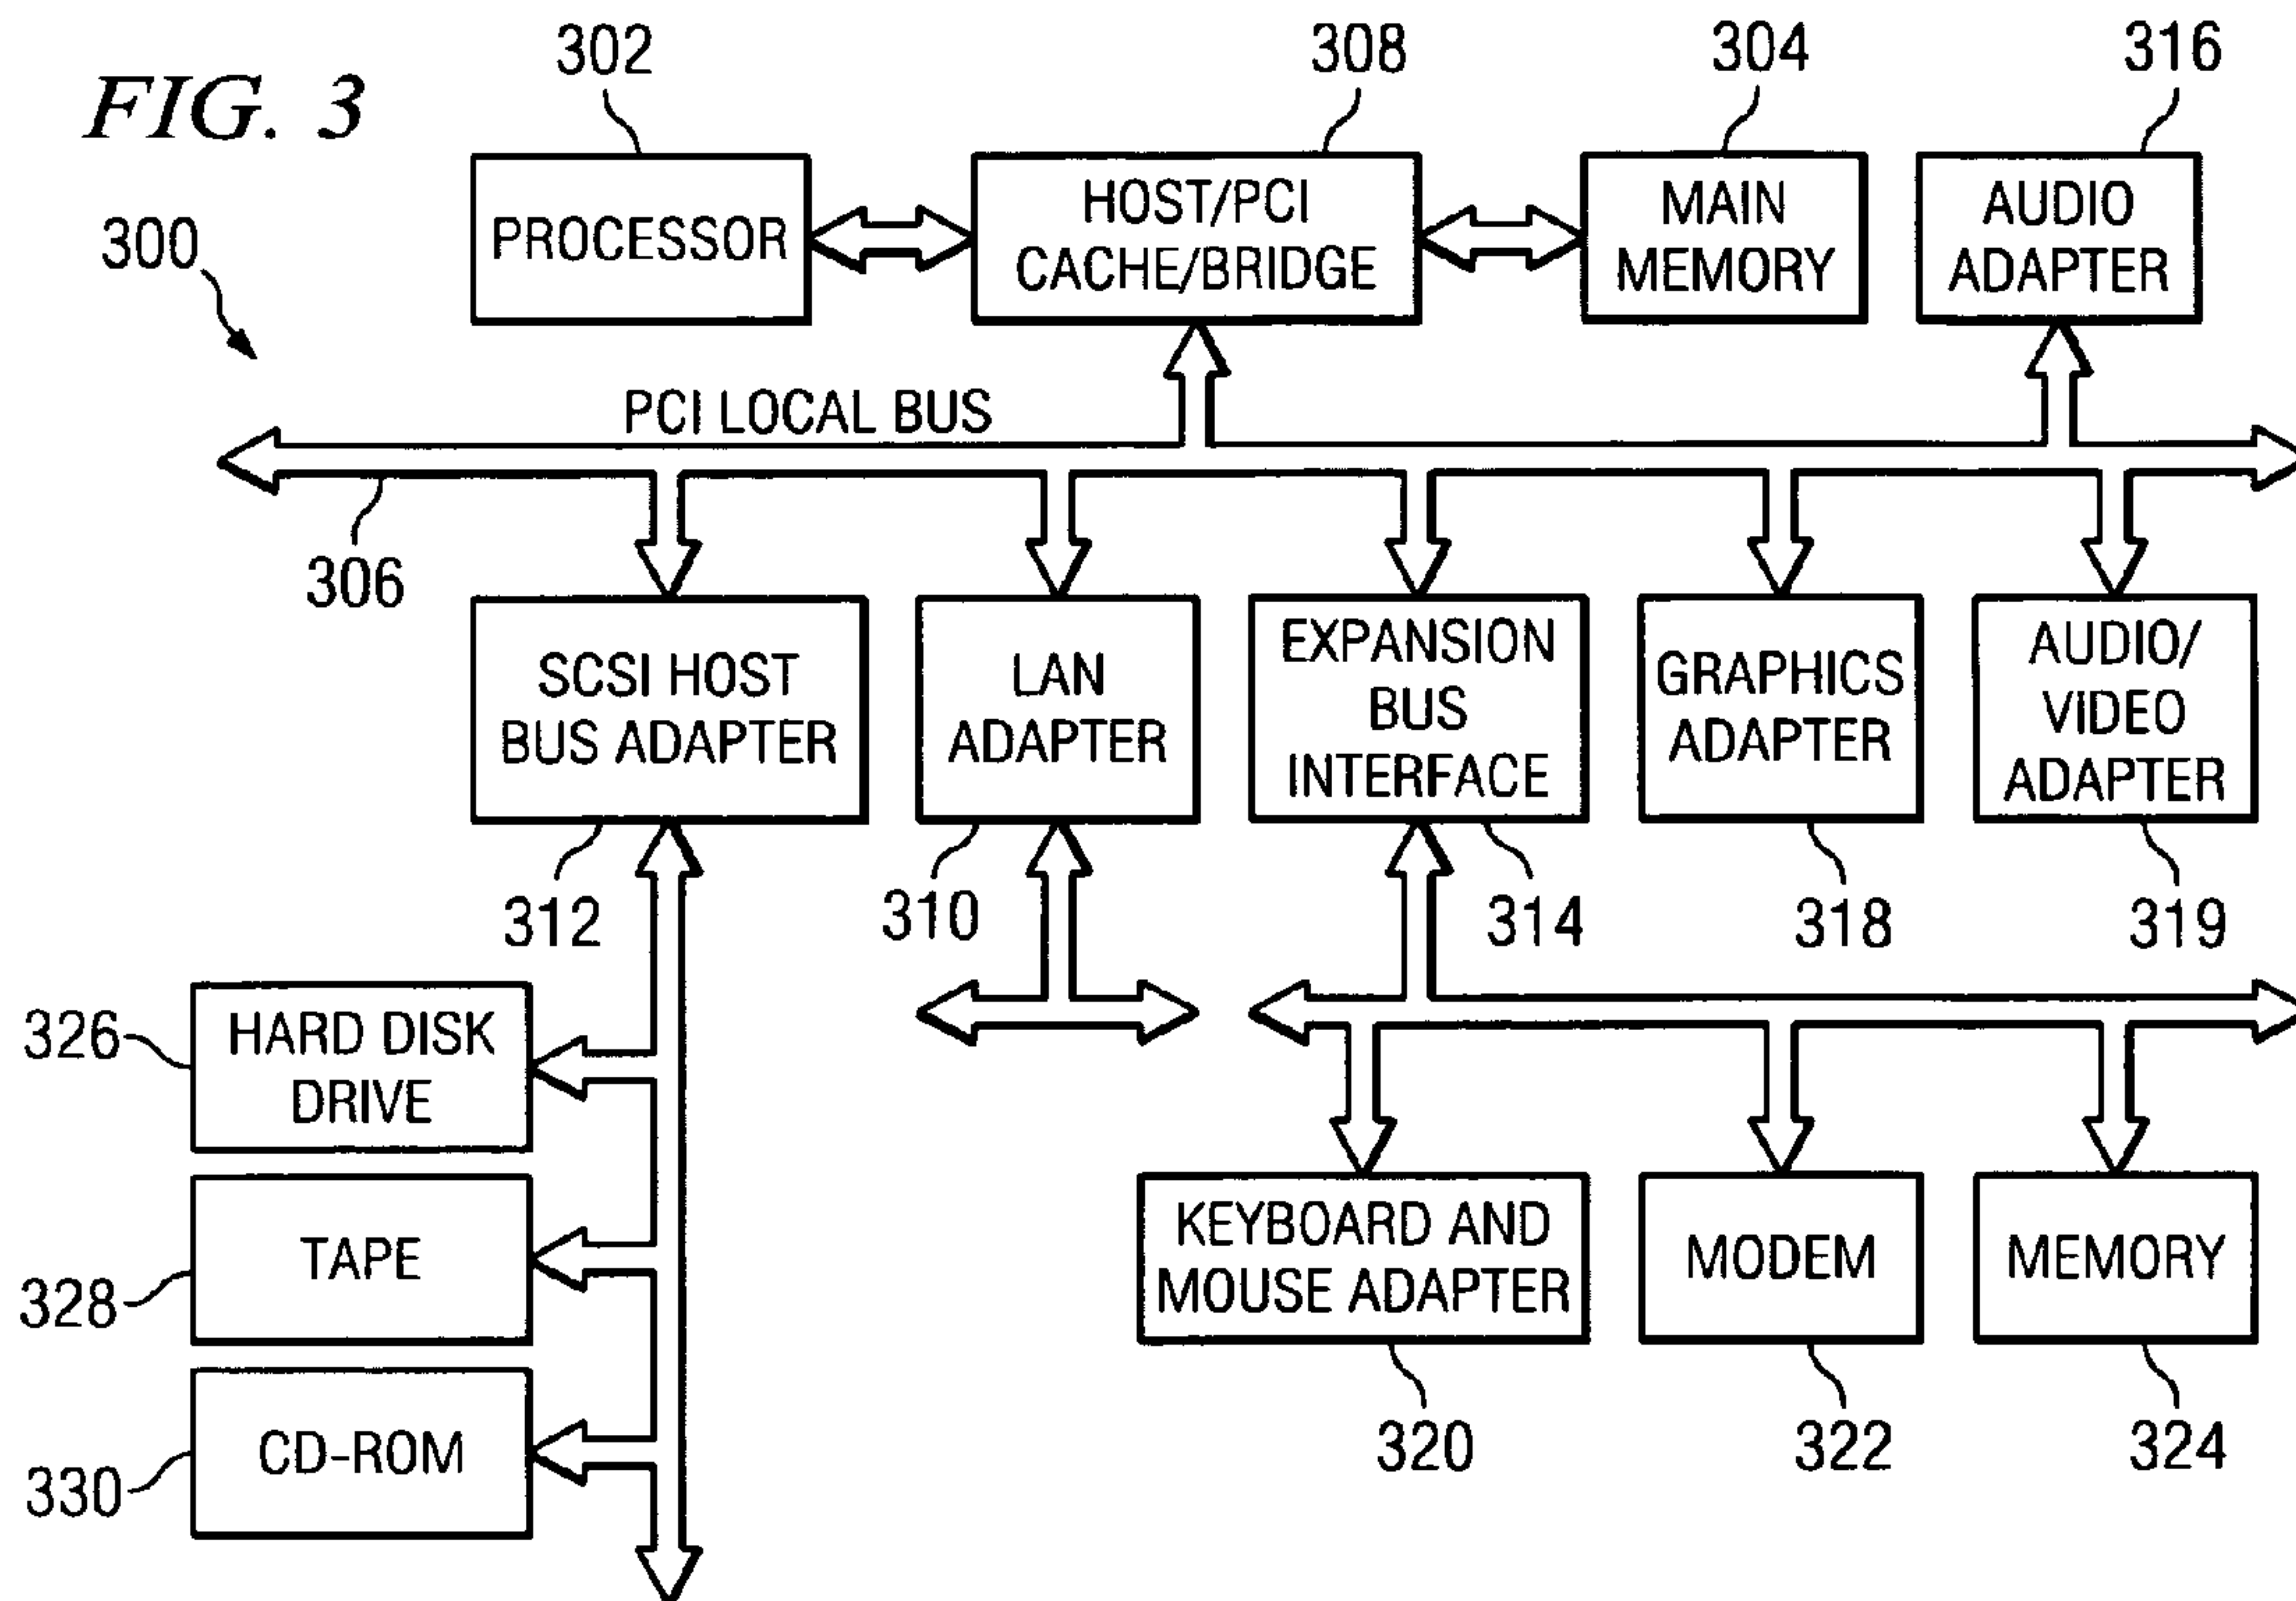 FIG. 3
302
308
304
316
300
PROCESSOR
HOST/PCI
CACHE/BRIDGE
MAIN
MEMORY
AUDIO
ADAPTER
PCI LOCAL BUS
306
SCSI HOST
BUS ADAPTER
LAN
ADAPTER
EXPANSION
BUS
INTERFACE
GRAPHICS
ADAPTER
AUDIO/
VIDEO
ADAPTER
312
310
314
318
319
326
HARD DISK
DRIVE
328
TAPE
330
CD-ROM
KEYBOARD AND
MOUSE ADAPTER
MODEM
MEMORY
320
322
324